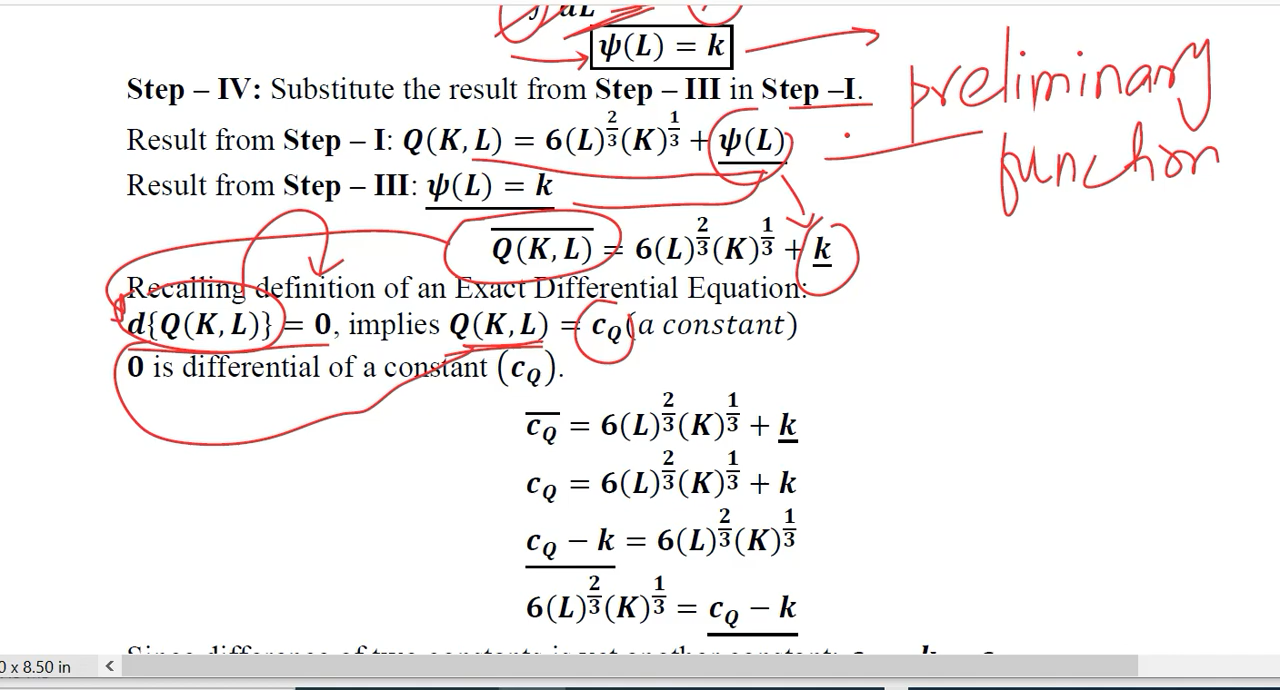 ψ(L) = k
Step – IV: Substitute the result from Step – III in Step –I.
Result from Step – I: Q(K, L) = 6(L)^(2/3)(K)^(1/3) + ψ(L)
Result from Step – III: ψ(L) = k
preliminary
function
Q(K, L) = 6(L)^(2/3)(K)^(1/3) + k
Recalling definition of an Exact Differential Equation:
d{Q(K, L)} = 0, implies Q(K, L) = c_Q (a constant)
0 is differential of a constant (c_Q).
c_Q = 6(L)^(2/3)(K)^(1/3) + k
c_Q = 6(L)^(2/3)(K)^(1/3) + k
c_Q − k = 6(L)^(2/3)(K)^(1/3)
6(L)^(2/3)(K)^(1/3) = c_Q − k
0 x 8.50 in